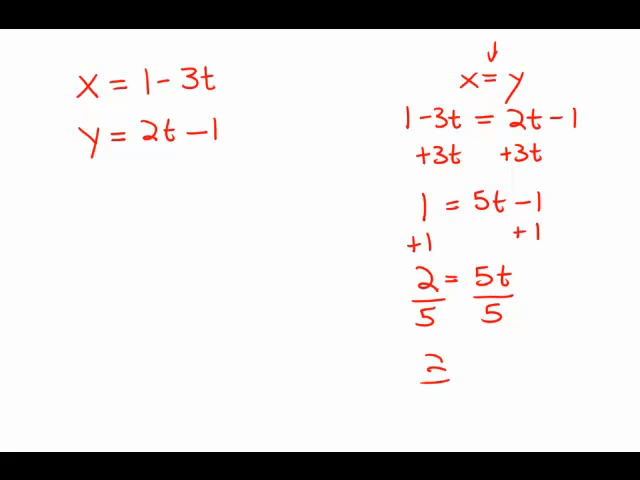 x = 1 - 3t
y = 2t - 1
x = y
1 - 3t = 2t - 1
+3t +3t
1 = 5t - 1
+1 +1
2 = 5t
5 5
2